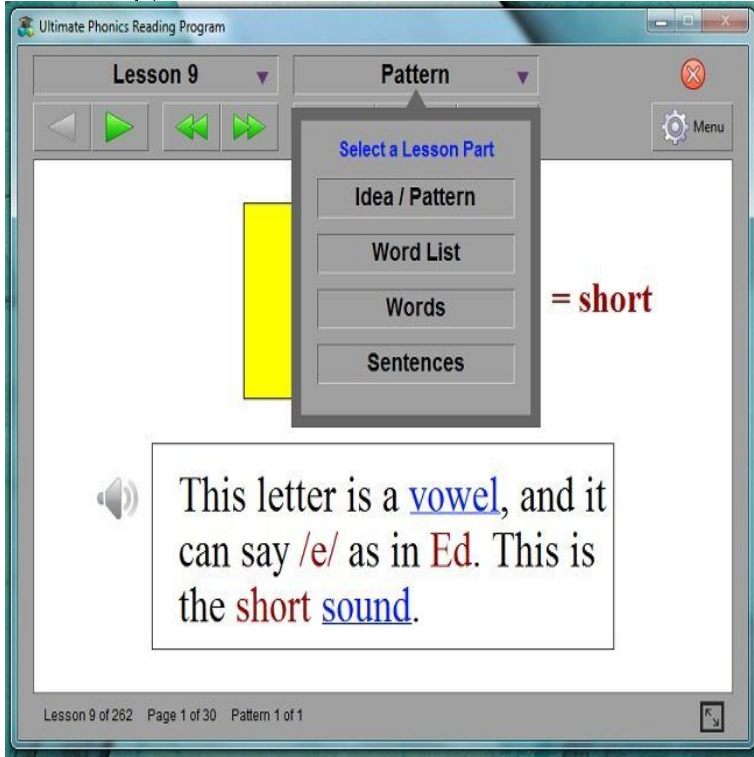 Ultimate Phonics Reading Program
Lesson 9
Pattern
Menu
Select a Lesson Part
Idea / Pattern
Word List
Words
Sentences
= short
This letter is a vowel, and it
can say /e/ as in Ed. This is
the short sound.
Lesson 9 of 262 Page 1 of 30 Pattern 1 of 1